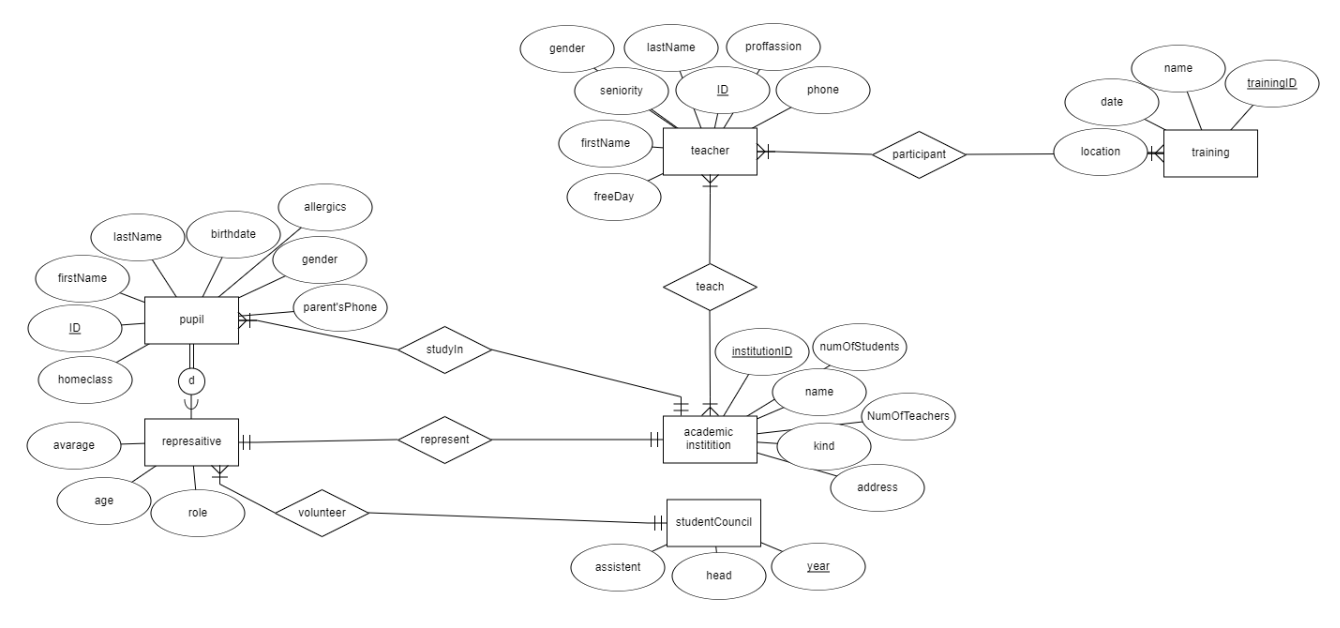 gender
lastName
proffassion
seniority
ID
phone
firstName
teacher
freeDay
participant
name
trainingID
date
location
training
allergics
lastName
birthdate
firstName
gender
ID
pupil
parent'sPhone
homeclass
d
studyIn
teach
institutionID
numOfStudents
name
NumOfTeachers
academic
instition
kind
address
represaitive
avarage
age
role
represent
volunteer
studentCouncil
assistent
head
year